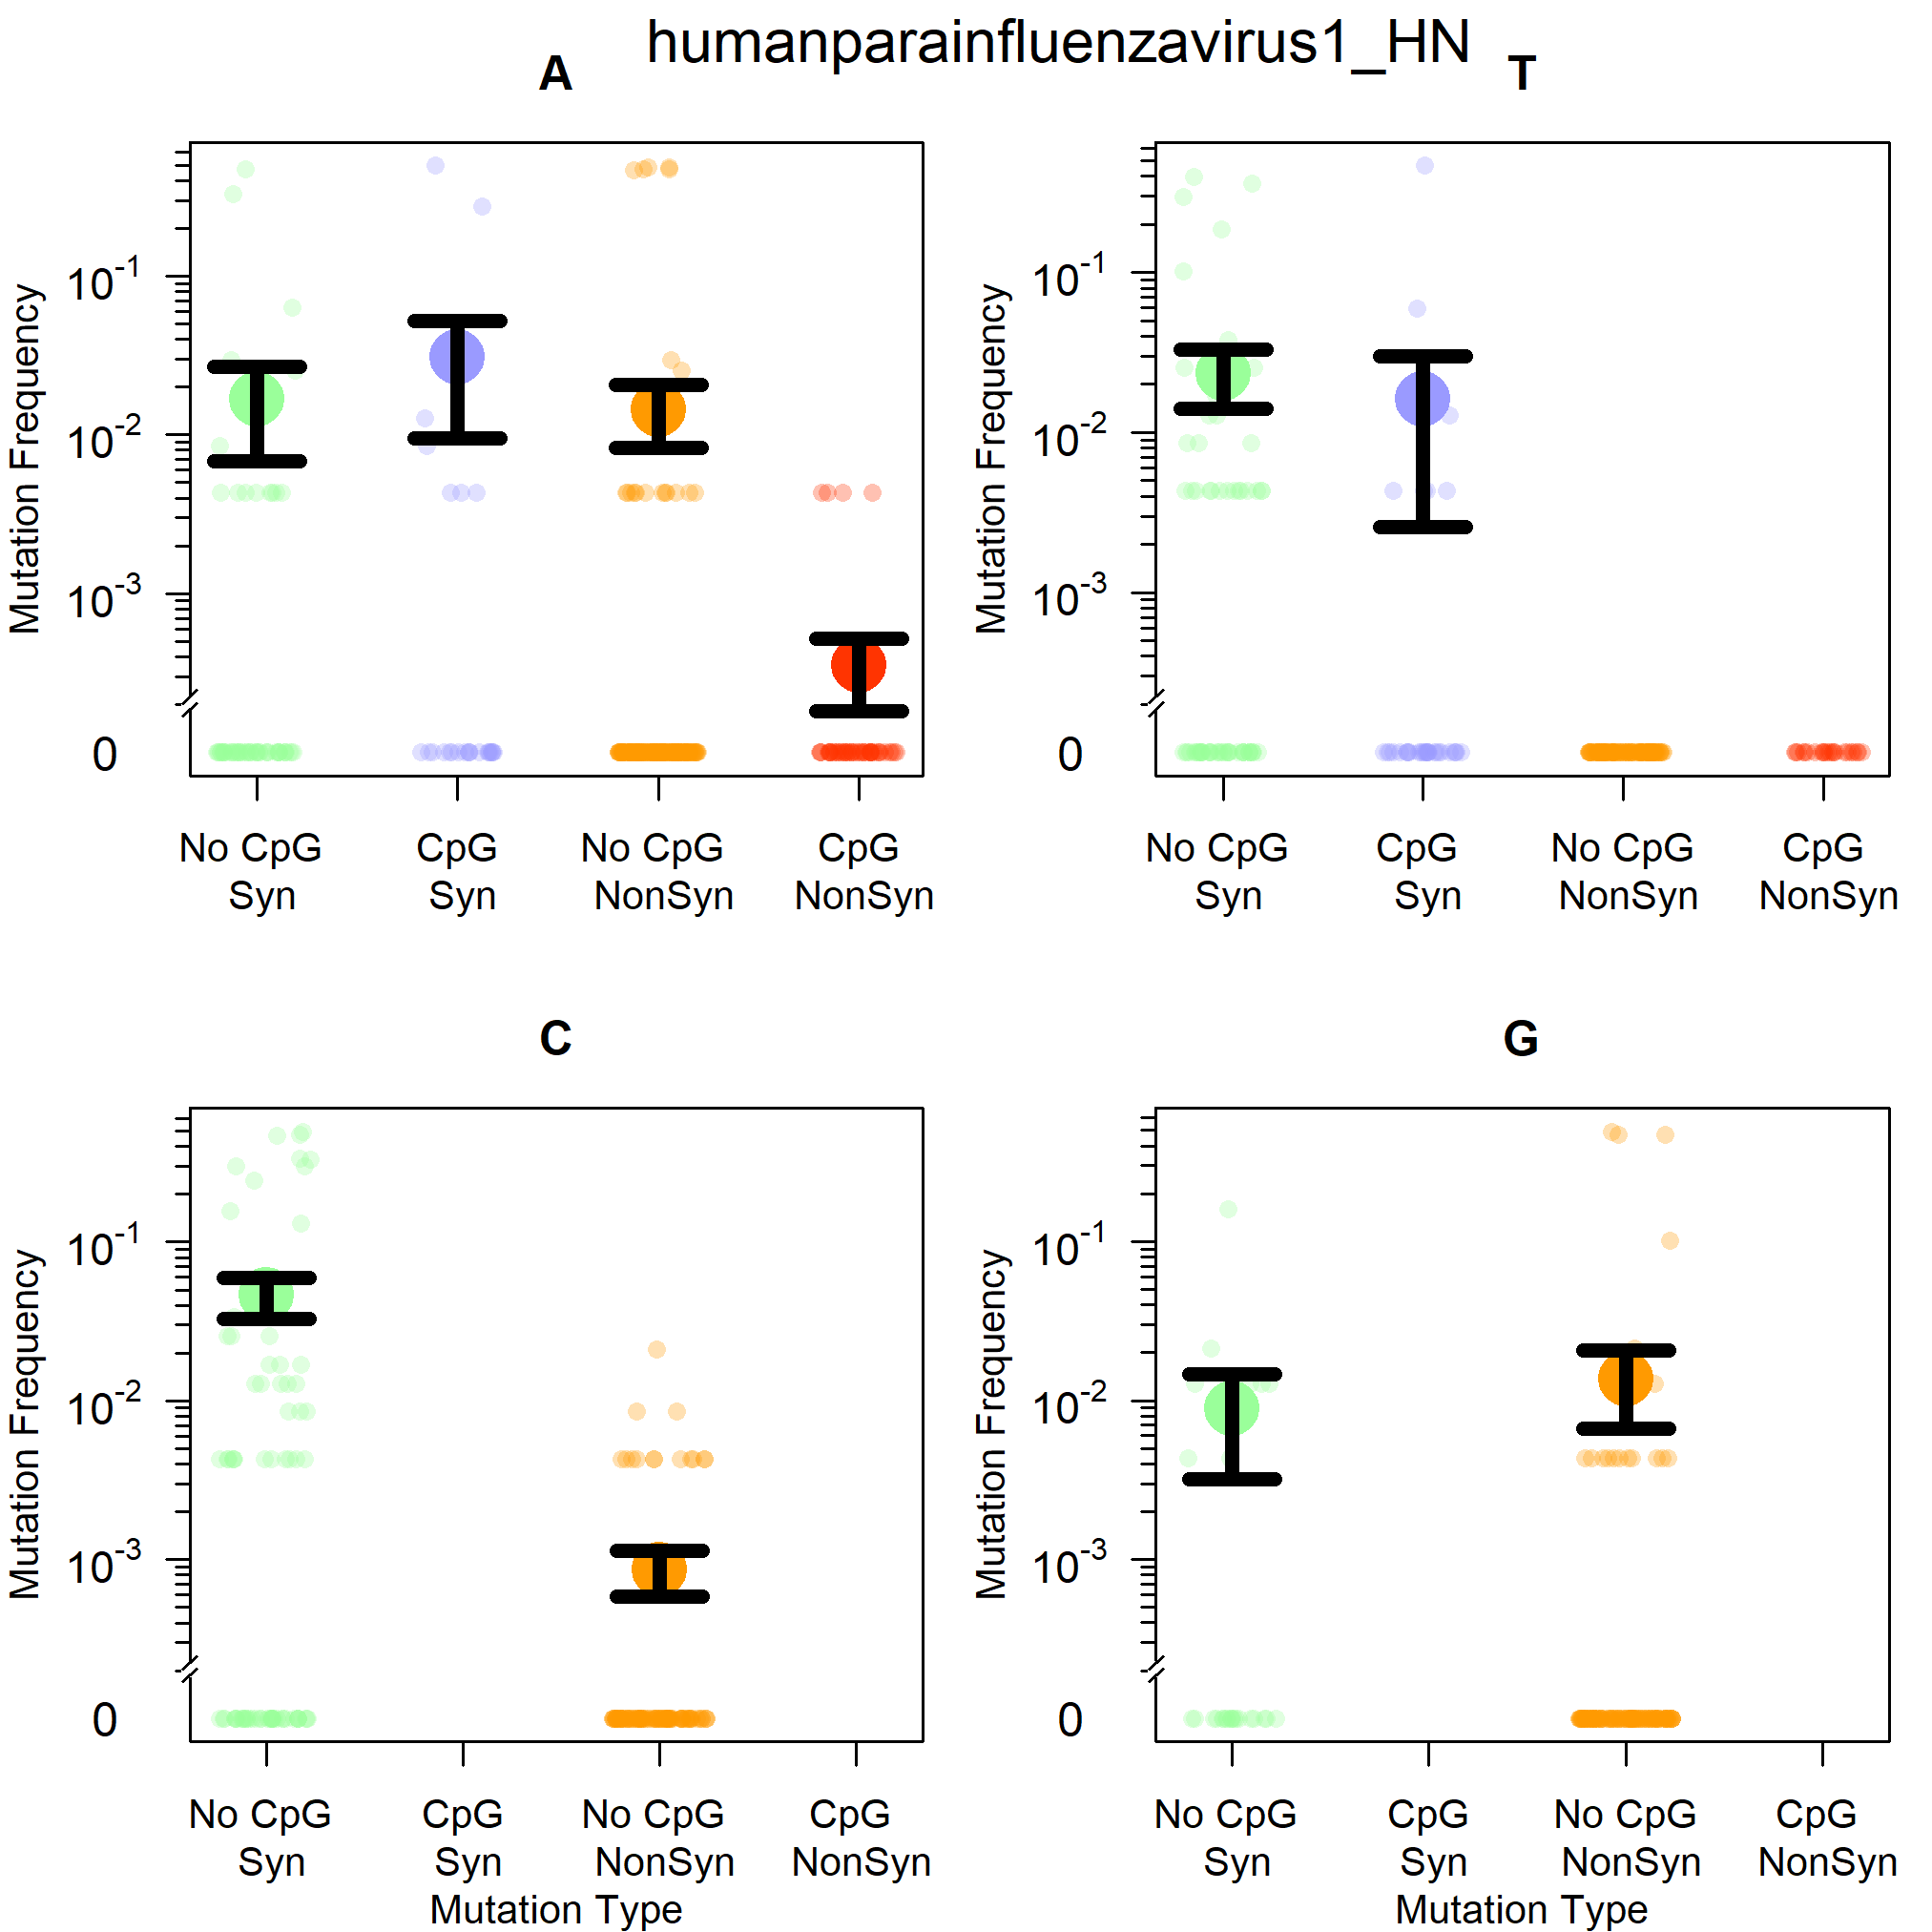 humanparainfluenzavirus1_HN
A
T
Mutation Frequency
10-1
10-2
10-3
0
No CpG Syn
CpG Syn
No CpG NonSyn
CpG NonSyn
Mutation Frequency
10-1
10-2
10-3
0
No CpG Syn
CpG Syn
No CpG NonSyn
CpG NonSyn
C
G
Mutation Frequency
10-1
10-2
10-3
0
No CpG Syn
CpG Syn
No CpG NonSyn
CpG NonSyn
Mutation Type
Mutation Frequency
10-1
10-2
10-3
0
No CpG Syn
CpG Syn
No CpG NonSyn
CpG NonSyn
Mutation Type